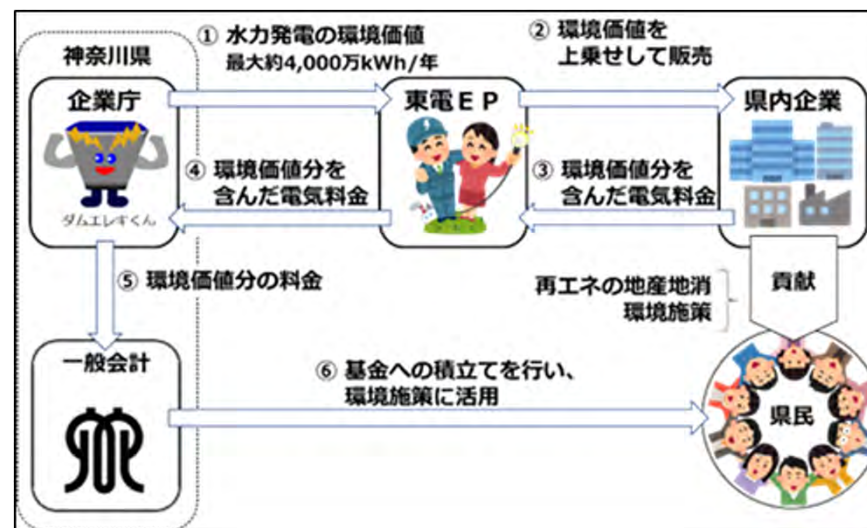 神奈川県
企業庁
ダムエレキくん
① 水力発電の環境価値
最大約4,000万kWh/年
東電EP
② 環境価値を
上乗せして販売
県内企業
③ 環境価値分を
含んだ電気料金
④ 環境価値分を
含んだ電気料金
⑤ 環境価値分の料金
一般会計
⑥ 基金への積立てを行い、
環境施策に活用
再エネの地産地消
環境施策
貢献
県民